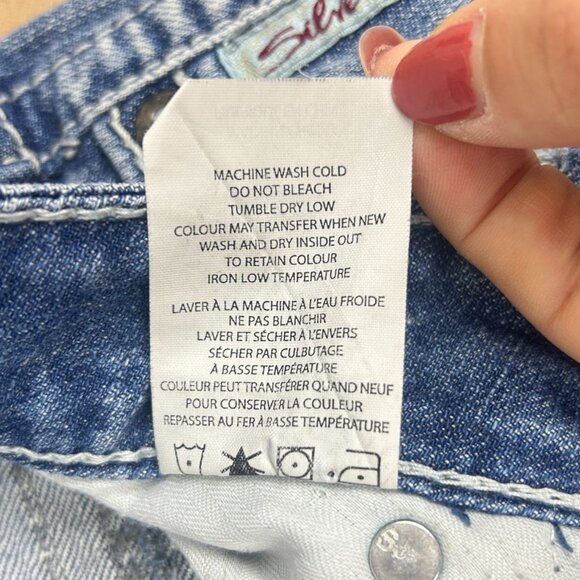 Silve
MACHINE WASH COLD
DO NOT BLEACH
TUMBLE DRY LOW
COLOUR MAY TRANSFER WHEN NEW
WASH AND DRY INSIDE OUT
TO RETAIN COLOUR
IRON LOW TEMPERATURE
LAVER À LA MACHINE À L'EAU FROIDE
NE PAS BLANCHIR
LAVER ET SÉCHER À L'ENVERS
SÉCHER PAR CULBUTAGE
À BASSE TEMPÉRATURE
COULEUR PEUT TRANSFÉRER QUAND NEUF
POUR CONSERVER LA COULEUR
REPASSER AU FER À BASSE TEMPÉRATURE